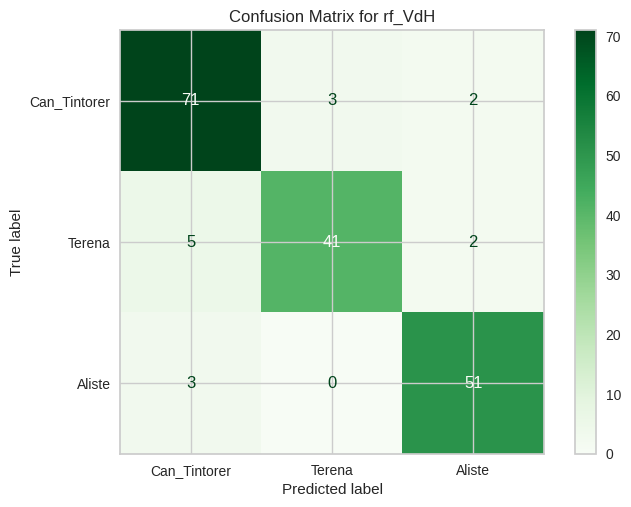 Confusion Matrix for rf_VdH
True label
Can_Tintorer
71 3 2
Terena
5 41 2
Aliste
3 0 51
Can_Tintorer Terena Aliste
Predicted label
70
60
50
40
30
20
10
0